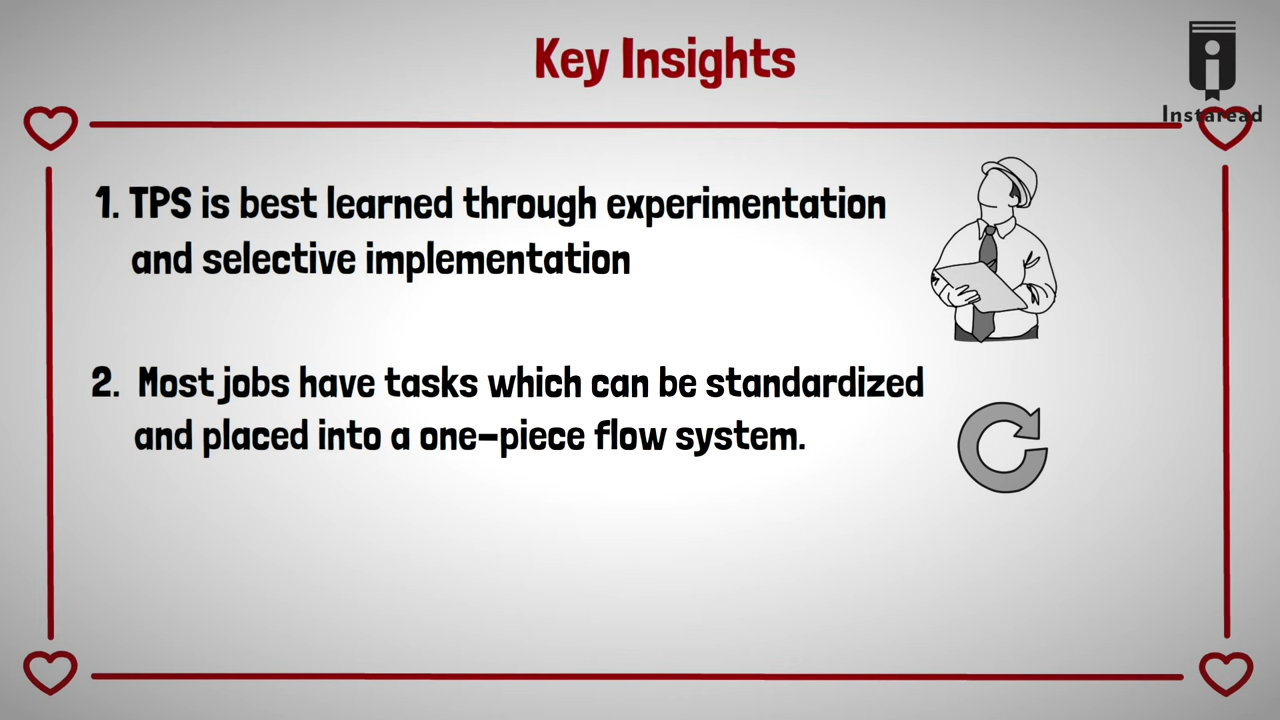 Key Insights
Instaread
1. TPS is best learned through experimentation
and selective implementation
2. Most jobs have tasks which can be standardized
and placed into a one-piece flow system.